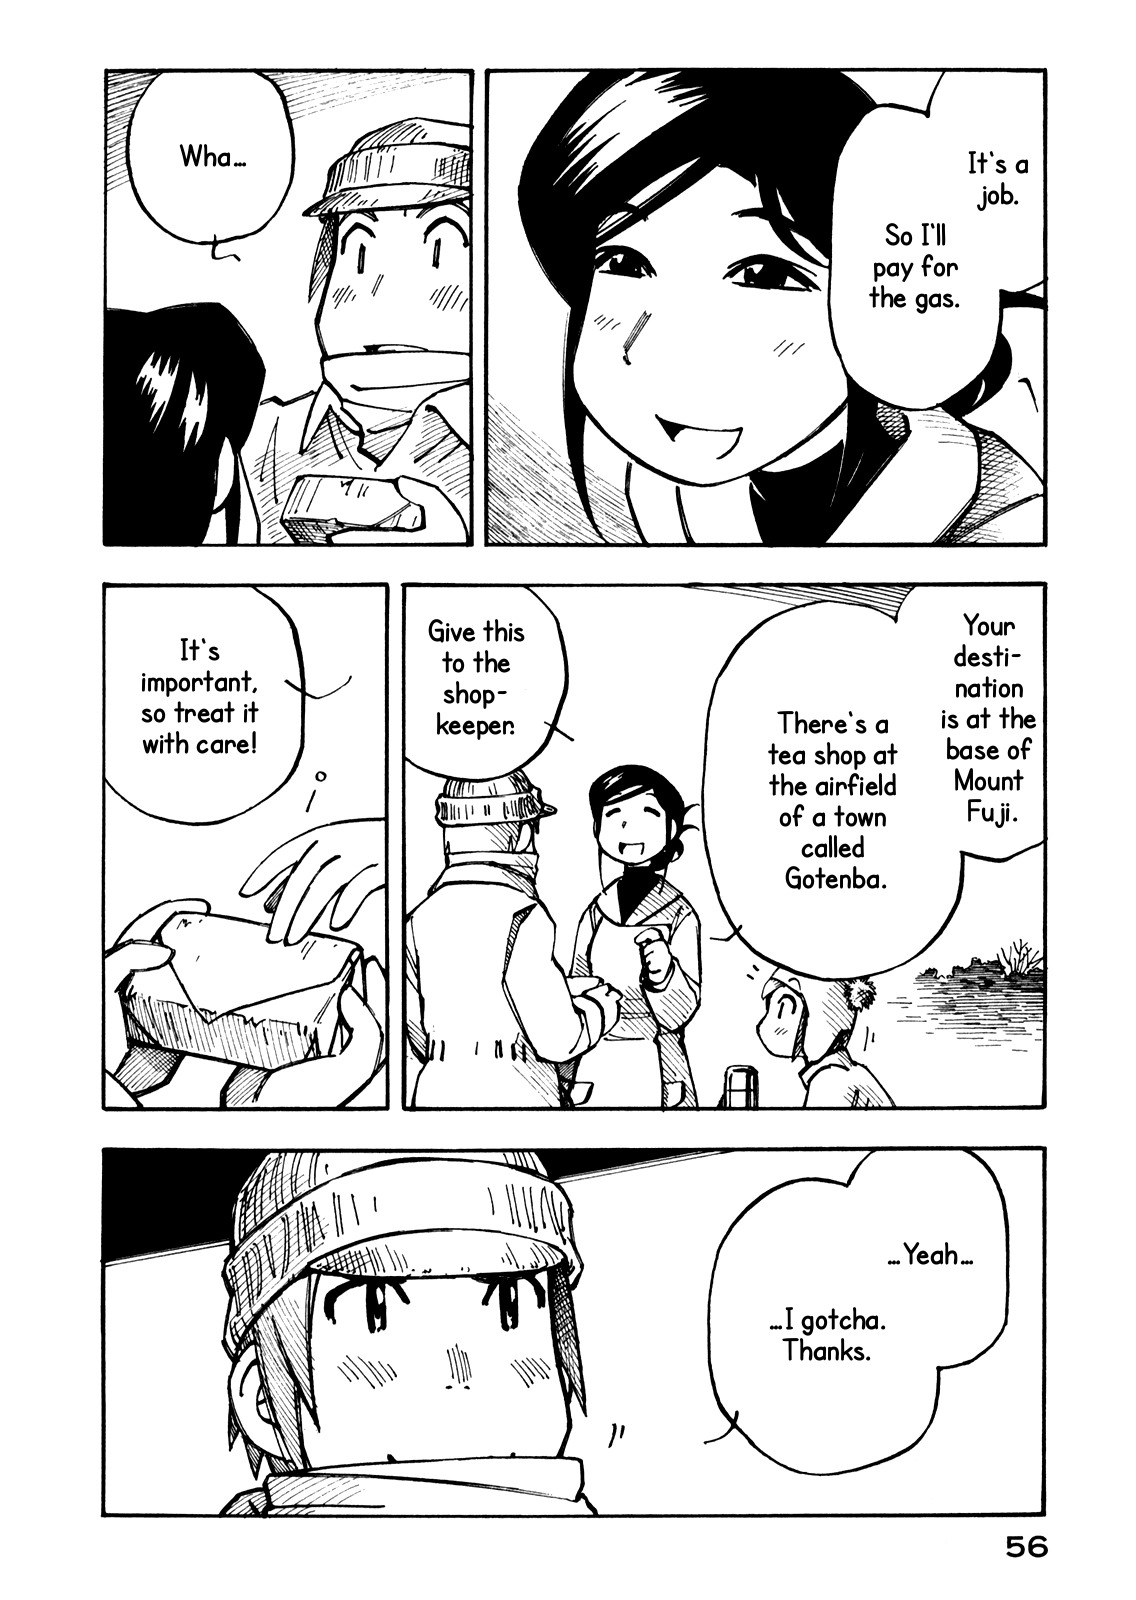 It's a
job.
So I'll
pay for
the gas.
Wha...
Your
desti-
nation
is at the
base of
Mount
Fuji.
There's a
tea shop at
the airfield
of a town
called
Gotenba.
Give this
to the
shop-
keeper.
It's
important,
so treat it
with care!
...Yeah...
...I gotcha.
Thanks.
56